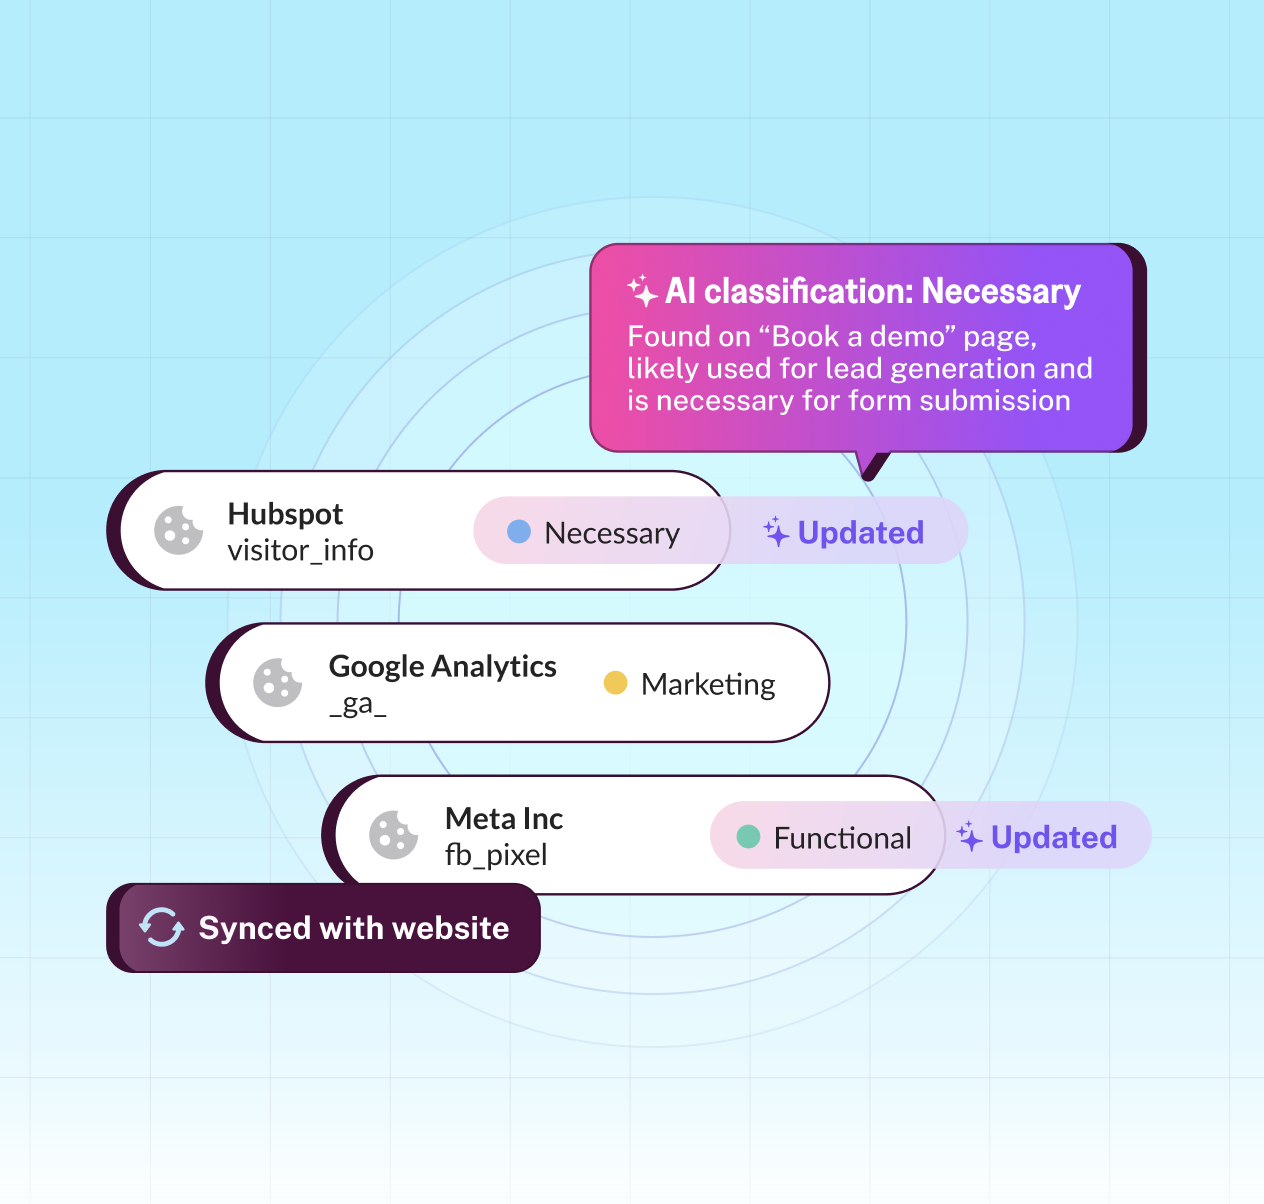 AI classification: Necessary
Found on “Book a demo” page,
likely used for lead generation and
is necessary for form submission
Hubspot
visitor_info
Necessary
Updated
Google Analytics
_ga_
Marketing
Meta Inc
fb_pixel
Functional
Updated
Synced with website